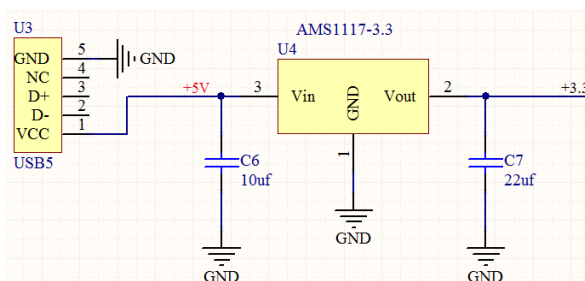 U3
GND 5
NC 4
D+ 3
D- 2
VCC 1
USB5
GND
+5V
AMS1117-3.3
U4
3 Vin
GND
Vout 2
1
+3.3
C6
10uf
C7
22uf
GND
GND
GND